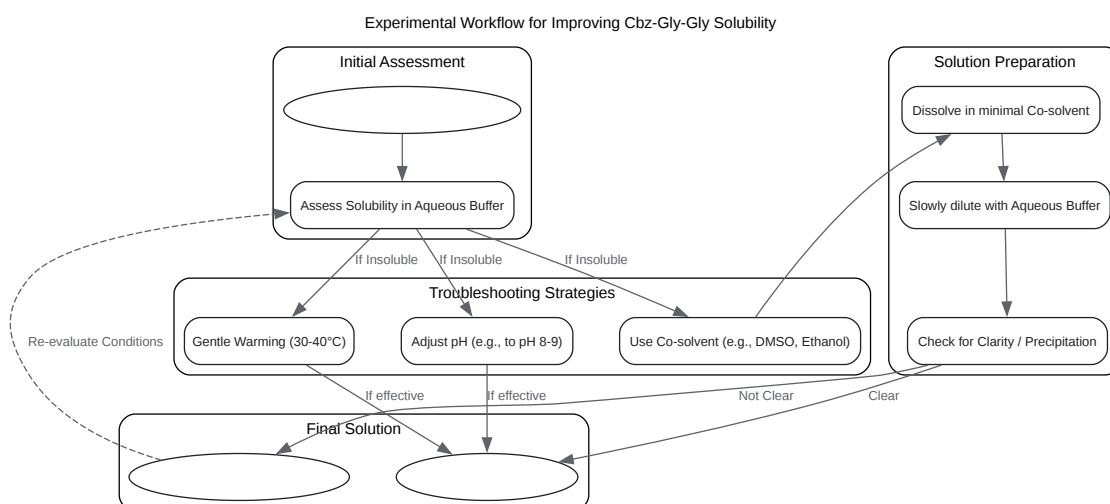 Experimental Workflow for Improving Cbz-Gly-Gly Solubility
Initial Assessment
Solution Preparation
Dissolve in minimal Co-solvent
Assess Solubility in Aqueous Buffer
Slowly dilute with Aqueous Buffer
If Insoluble
If Insoluble
If Insoluble
Troubleshooting Strategies
Gentle Warming (30-40°C)
Adjust pH (e.g., to pH 8-9)
Use Co-solvent (e.g., DMSO, Ethanol)
Check for Clarity / Precipitation
Re-evaluate Conditions
If effective
If effective
Not Clear
Clear
Final Solution